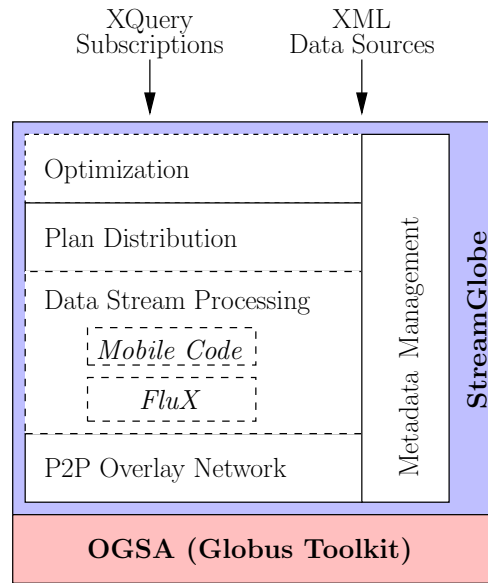 XQuery
Subscriptions
XML
Data Sources
Optimization
Plan Distribution
Data Stream Processing
Mobile Code
FluX
P2P Overlay Network
Metadata Management
StreamGlobe
OGSA (Globus Toolkit)